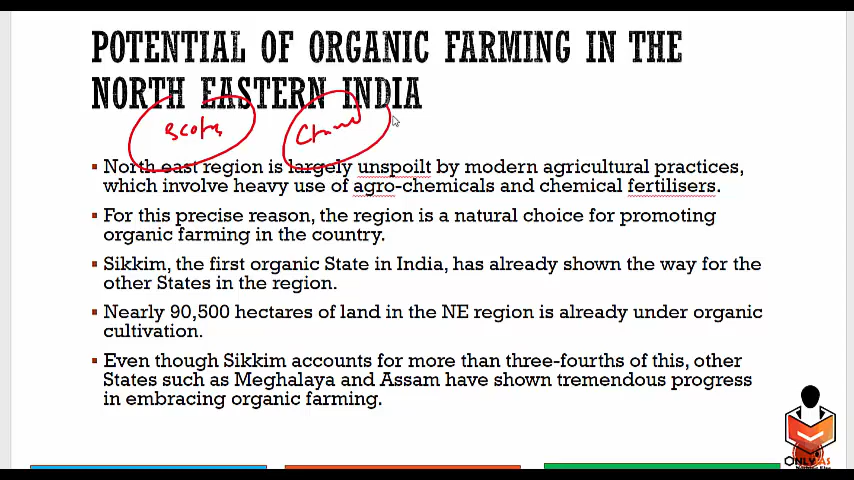 POTENTIAL OF ORGANIC FARMING IN THE
NORTH EASTERN INDIA
▪ North east region is largely unspoilt by modern agricultural practices,
which involve heavy use of agro-chemicals and chemical fertilisers.
▪ For this precise reason, the region is a natural choice for promoting
organic farming in the country.
▪ Sikkim, the first organic State in India, has already shown the way for the
other States in the region.
▪ Nearly 90,500 hectares of land in the NE region is already under organic
cultivation.
▪ Even though Sikkim accounts for more than three-fourths of this, other
States such as Meghalaya and Assam have shown tremendous progress
in embracing organic farming.